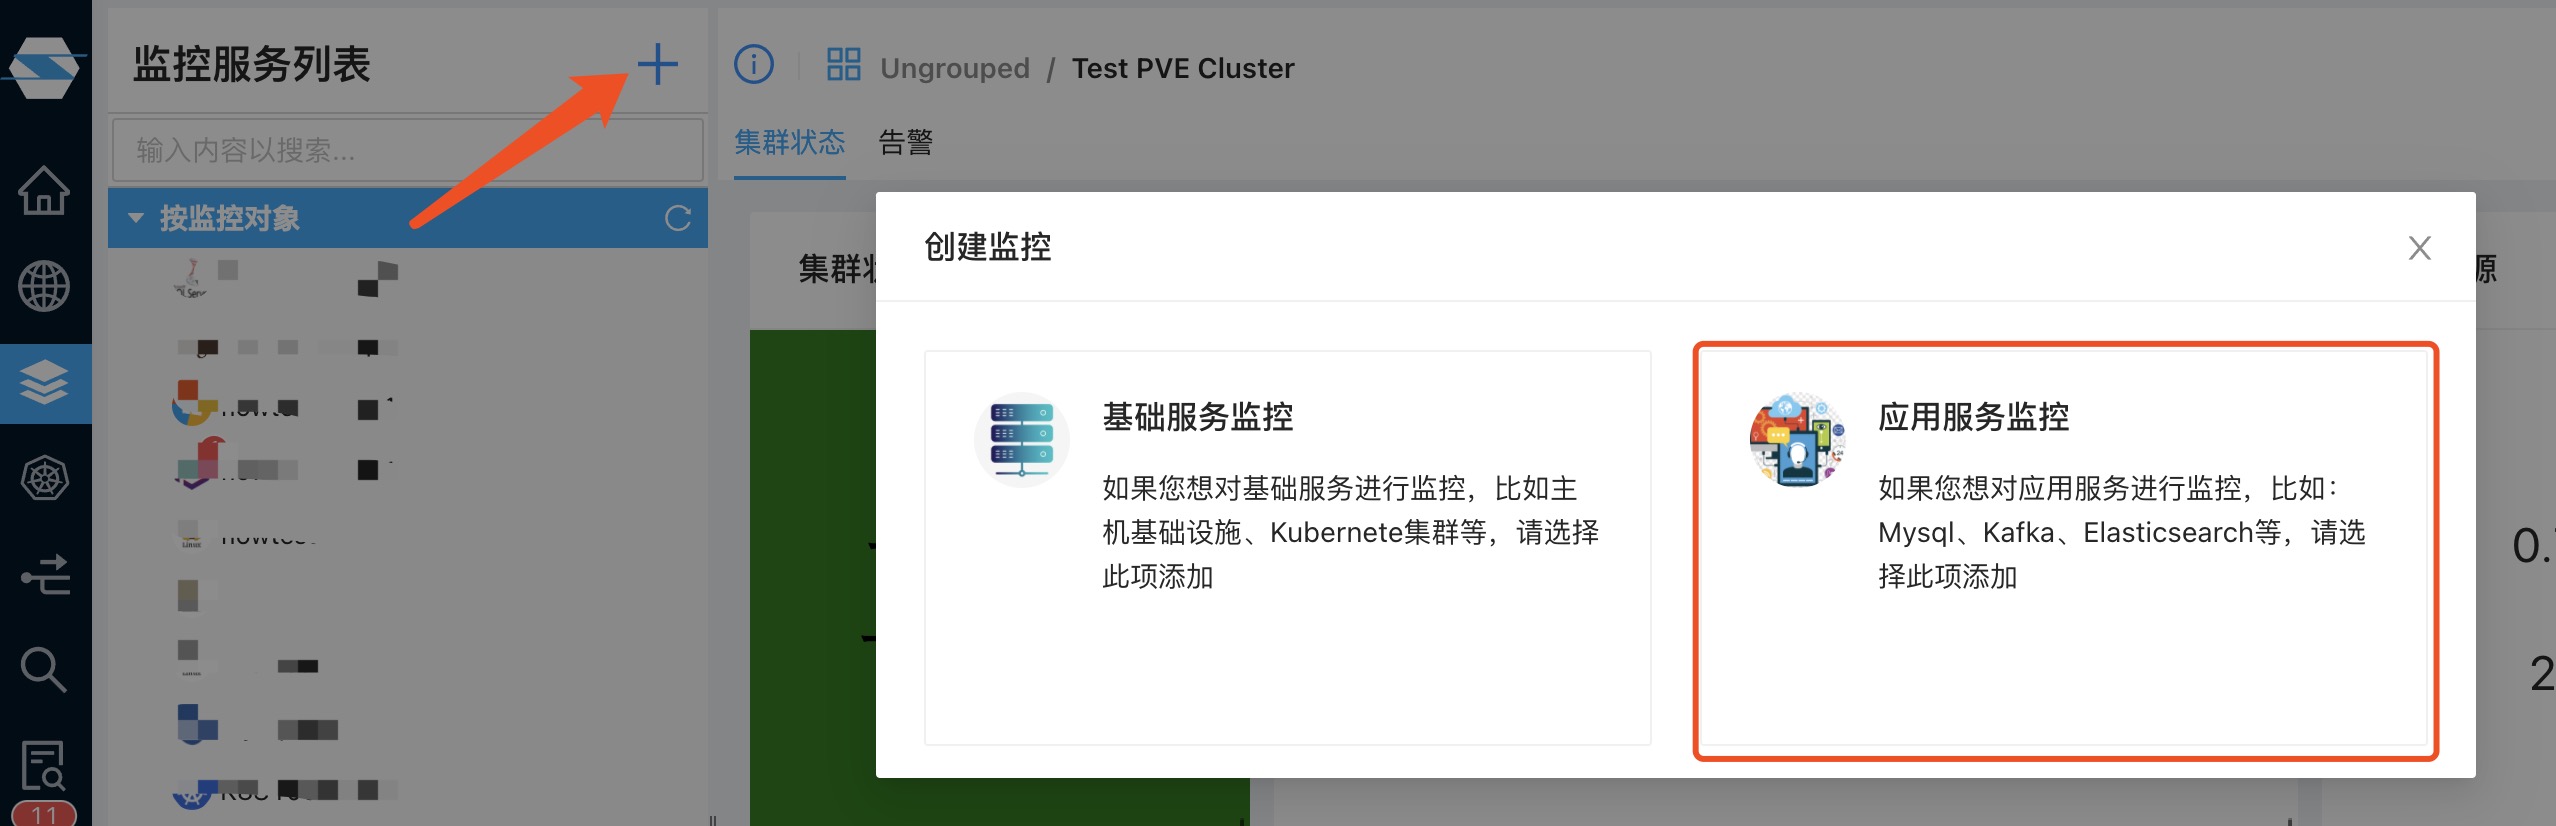 监控服务列表
输入内容以搜索...
按监控对象
11
Ungrouped / Test PVE Cluster
集群状态 告警
集群状
源
0.
2
创建监控
基础服务监控
如果您想对基础服务进行监控，比如主
机基础设施、Kubernete集群等，请选择
此项添加
应用服务监控
如果您想对应用服务进行监控，比如：
Mysql、Kafka、Elasticsearch等，请选
择此项添加